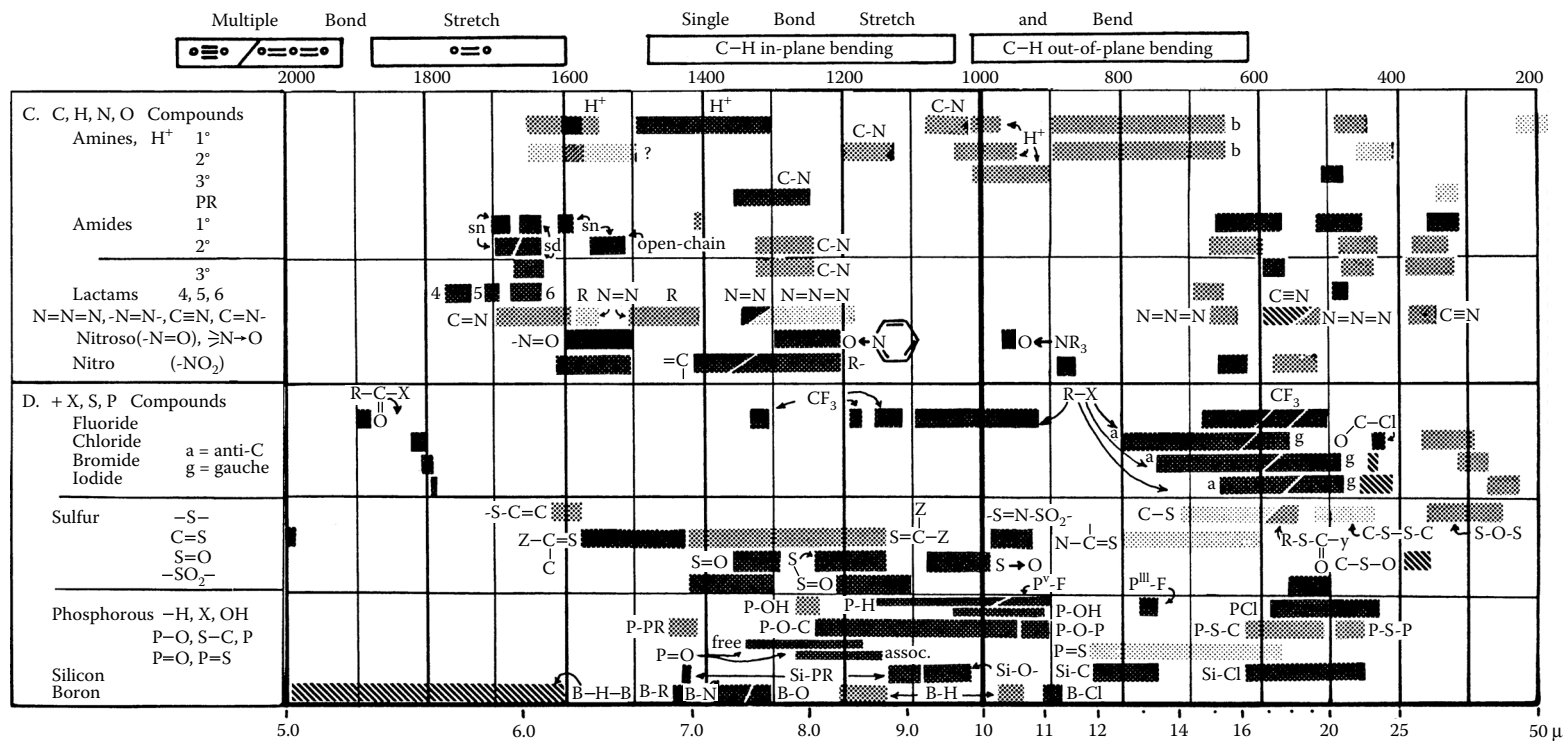 Multiple Bond Stretch Single Bond Stretch and Bend
C−H in-plane bending C−H out-of-plane bending
2000 1800 1600 1400 1200 1000 800 600 400 200
C. C, H, N, O Compounds
H⁺ H⁺ C-N
Amines, H⁺ 1° C-N H⁺ b
2° ? b
3° C-N
PR
Amides 1° sn sn
2° sd open-chain C-N
3° C-N
Lactams 4, 5, 6 4 5 6 R N=N R N=N N=N=N C≡N
N=N=N, -N=N-, C≡N, C=N- C=N N=N=N N=N=N C≡N
Nitroso(-N=O), ⩾N→O -N=O O←N O←NR₃
Nitro (-NO₂) =C R-
D. + X, S, P Compounds R−C−X CF₃ R−X CF₃
Fluoride O C−Cl
Chloride a = anti-C a g O
Bromide g = gauche a g
Iodide a g
Sulfur −S− -S-C=C Z -S=N-SO₂- C−S
C=S Z−C=S S=C−Z N−C=S R-S-C−y C−S−S-C S-O-S
S=O C S=O S S→O O C−S−O
−SO₂− S=O Pᵛ-F Pᴵᴵᴵ-F
Phosphorous −H, X, OH P-OH P-H P-OH PCl
P−O, S−C, P P-PR P-O-C P-O-P P-S-C P-S-P
P=O, P=S free P=O assoc. P=S
Silicon Si-PR Si-O- Si-C Si-Cl
Boron B−H−B B-R B-N B-O B-H B-Cl
5.0 6.0 7.0 8.0 9.0 10 11 12 14 16 20 25 50 μ